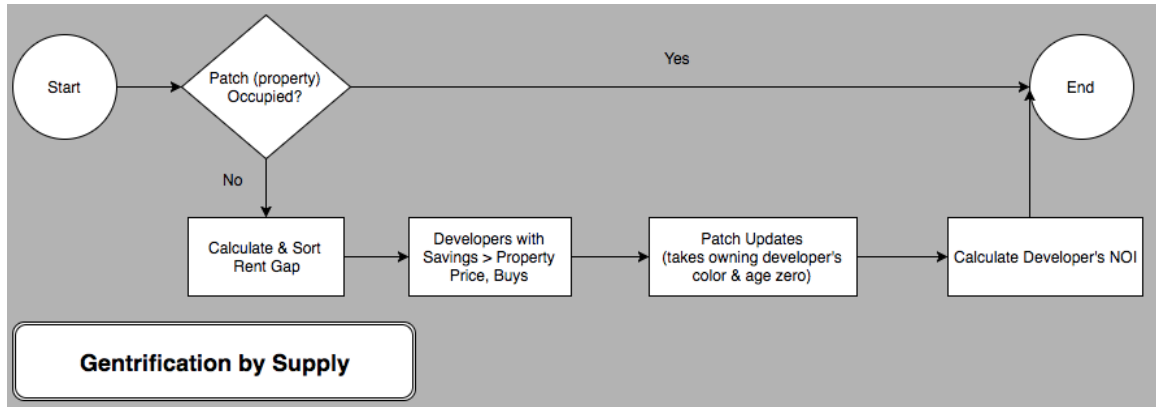 Start
Patch (property)
Occupied?
Yes
End
No
Calculate & Sort
Rent Gap
Developers with
Savings > Property
Price, Buys
Patch Updates
(takes owning developer's
color & age zero)
Calculate Developer's NOI
Gentrification by Supply